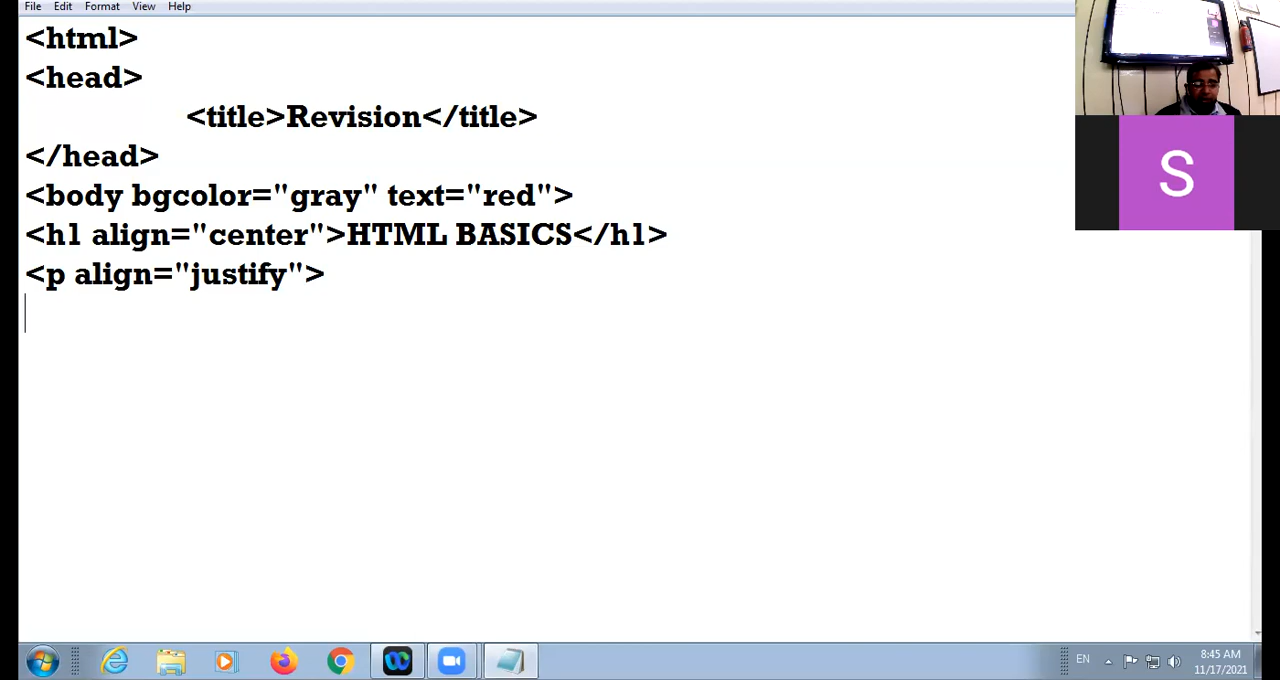 File Edit Format View Help
<html>
<head>
<title>Revision</title>
</head>
<body bgcolor="gray" text="red">
<h1 align="center">HTML BASICS</h1>
<p align="justify">
S
EN
8:45 AM
11/17/2021